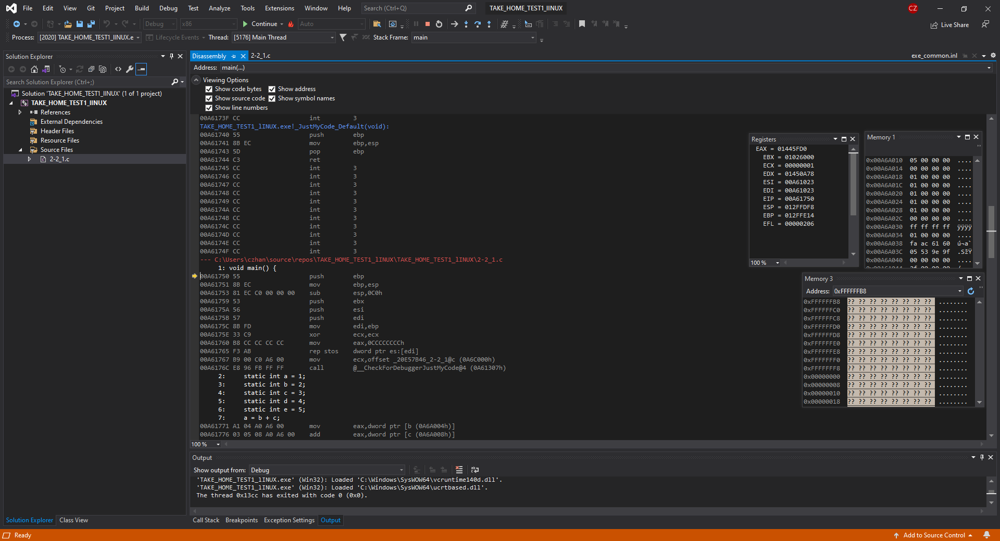 File Edit View Git Project Build Debug Test Analyze Tools Extensions Window Help Search (Ctrl+Q) TAKE_HOME_TEST1_lINUX CZ
Debug x86 Continue Auto Live Share
Process: [2020] TAKE_HOME_TEST1_lINUX.e Lifecycle Events Thread: [5176] Main Thread Stack Frame: main
Solution Explorer
Search Solution Explorer (Ctrl+;)
Solution 'TAKE_HOME_TEST1_lINUX' (1 of 1 project)
TAKE_HOME_TEST1_lINUX
References
External Dependencies
Header Files
Resource Files
Source Files
2-2_1.c
Solution Explorer Class View
Disassembly 2-2_1.c exe_common.inl
Address: main(...)
Viewing Options
Show code bytes Show address
Show source code Show symbol names
Show line numbers
00A6173F CC int 3
TAKE_HOME_TEST1_lINUX.exe!_JustMyCode_Default(void):
00A61740 55 push ebp
00A61741 8B EC mov ebp,esp
00A61743 5D pop ebp
00A61744 C3 ret
00A61745 CC int 3
00A61746 CC int 3
00A61747 CC int 3
00A61748 CC int 3
00A61749 CC int 3
00A6174A CC int 3
00A6174B CC int 3
00A6174C CC int 3
00A6174D CC int 3
00A6174E CC int 3
00A6174F CC int 3
--- C:\Users\czhan\source\repos\TAKE_HOME_TEST1_lINUX\TAKE_HOME_TEST1_lINUX\2-2_1.c
1: void main() {
00A61750 55 push ebp
00A61751 8B EC mov ebp,esp
00A61753 81 EC C0 00 00 00 sub esp,0C0h
00A61759 53 push ebx
00A6175A 56 push esi
00A6175B 57 push edi
00A6175C 8B FD mov edi,ebp
00A6175E 33 C9 xor ecx,ecx
00A61760 B8 CC CC CC CC mov eax,0CCCCCCCCh
00A61765 F3 AB rep stos dword ptr es:[edi]
00A61767 B9 00 C0 A6 00 mov ecx,offset _20E57B46_2-2_1@c (0A6C000h)
00A6176C E8 96 FB FF FF call @__CheckForDebuggerJustMyCode@4 (0A61307h)
2: static int a = 1;
3: static int b = 2;
4: static int c = 3;
5: static int d = 4;
6: static int e = 5;
7: a = b + c;
00A61771 A1 04 A0 A6 00 mov eax,dword ptr [b (0A6A004h)]
00A61776 03 05 08 A0 A6 00 add eax,dword ptr [c (0A6A008h)]
100 %
Registers
EAX = 01445FD0
EBX = 01026000
ECX = 00000001
EDX = 01450A78
ESI = 00A61023
EDI = 00A61023
EIP = 00A61750
ESP = 012FFDF8
EBP = 012FFE14
EFL = 00000206
100 %
Memory 1
0x00A6A010 05 00 00 00 ....
0x00A6A014 00 00 00 00 ....
0x00A6A018 01 00 00 00 ....
0x00A6A01C 01 00 00 00 ....
0x00A6A020 01 00 00 00 ....
0x00A6A024 01 00 00 00 ....
0x00A6A028 01 00 00 00 ....
0x00A6A02C 00 00 00 00 ....
0x00A6A030 ff ff ff ff ÿÿÿÿ
0x00A6A034 01 00 00 00 ....
0x00A6A038 fa ac 61 60 ú¬a`
0x00A6A03C 05 53 9e 9f .SžŸ
0x00A6A040 00 00 00 00 ....
Memory 3
Address: 0xFFFFFFB8
0xFFFFFFB8 ?? ?? ?? ?? ?? ?? ?? ?? ........
0xFFFFFFC0 ?? ?? ?? ?? ?? ?? ?? ?? ........
0xFFFFFFC8 ?? ?? ?? ?? ?? ?? ?? ?? ........
0xFFFFFFD0 ?? ?? ?? ?? ?? ?? ?? ?? ........
0xFFFFFFD8 ?? ?? ?? ?? ?? ?? ?? ?? ........
0xFFFFFFE0 ?? ?? ?? ?? ?? ?? ?? ?? ........
0xFFFFFFE8 ?? ?? ?? ?? ?? ?? ?? ?? ........
0xFFFFFFF0 ?? ?? ?? ?? ?? ?? ?? ?? ........
0xFFFFFFF8 ?? ?? ?? ?? ?? ?? ?? ?? ........
0x00000000 ?? ?? ?? ?? ?? ?? ?? ?? ........
0x00000008 ?? ?? ?? ?? ?? ?? ?? ?? ........
0x00000010 ?? ?? ?? ?? ?? ?? ?? ?? ........
0x00000018 ?? ?? ?? ?? ?? ?? ?? ?? ........
Output
Show output from: Debug
'TAKE_HOME_TEST1_lINUX.exe' (Win32): Loaded 'C:\Windows\SysWOW64\vcruntime140d.dll'.
'TAKE_HOME_TEST1_lINUX.exe' (Win32): Loaded 'C:\Windows\SysWOW64\ucrtbased.dll'.
The thread 0x13cc has exited with code 0 (0x0).
Call Stack Breakpoints Exception Settings Output
Ready Add to Source Control